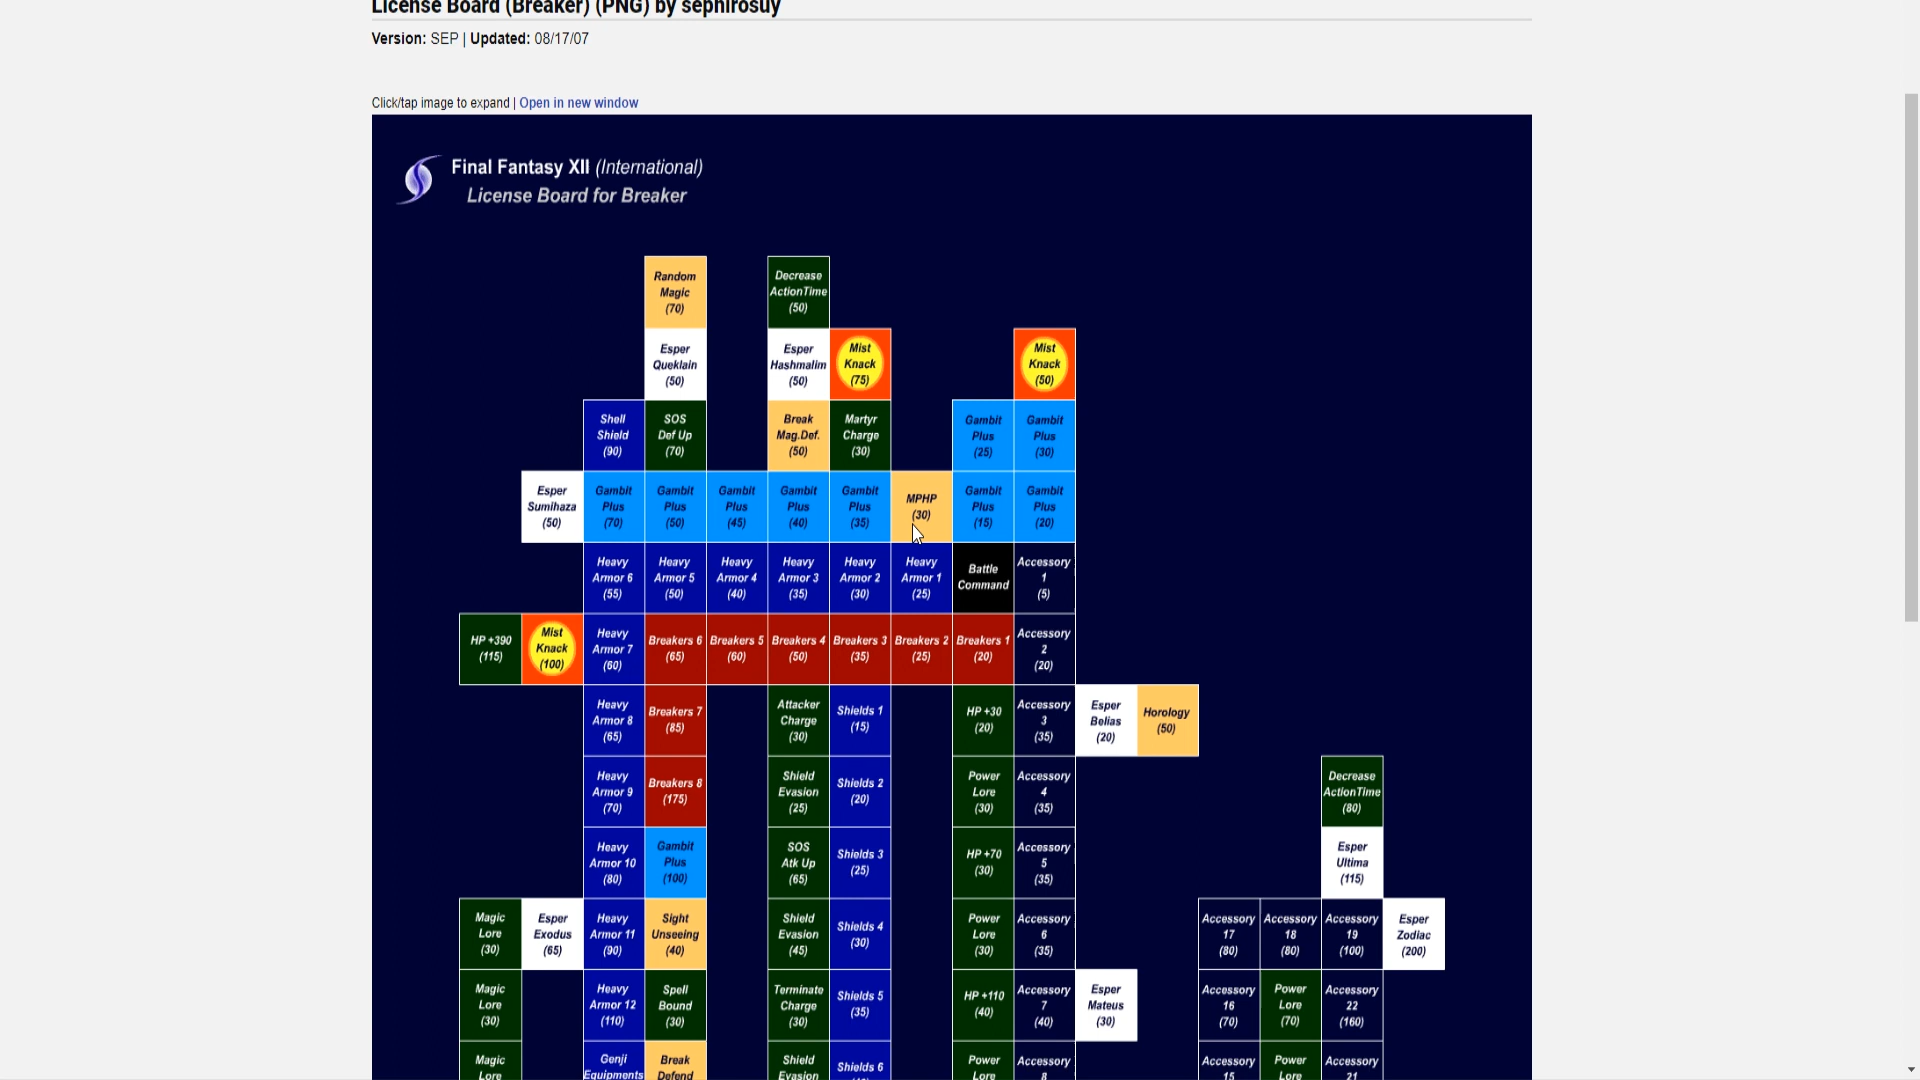 License Board (Breaker) (PNG) by sephirosuy
Version: SEP | Updated: 08/17/07
Click/tap image to expand | Open in new window
Final Fantasy XII (International)
License Board for Breaker
Random
Magic
(70)
Decrease
ActionTime
(50)
Esper
Queklain
(50)
Esper
Hashmalim
(50)
Mist
Knack
(75)
Mist
Knack
(50)
Shell
Shield
(90)
SOS
Def Up
(70)
Break
Mag.Def.
(50)
Martyr
Charge
(30)
Gambit
Plus
(25)
Gambit
Plus
(30)
Esper
Sumihaza
(50)
Gambit
Plus
(70)
Gambit
Plus
(50)
Gambit
Plus
(45)
Gambit
Plus
(40)
Gambit
Plus
(35)
MPHP
(30)
Gambit
Plus
(15)
Gambit
Plus
(20)
Heavy
Armor 6
(55)
Heavy
Armor 5
(50)
Heavy
Armor 4
(40)
Heavy
Armor 3
(35)
Heavy
Armor 2
(30)
Heavy
Armor 1
(25)
Battle
Command
Accessory
1
(5)
HP +390
(115)
Mist
Knack
(100)
Heavy
Armor 7
(60)
Breakers 6
(65)
Breakers 5
(60)
Breakers 4
(50)
Breakers 3
(35)
Breakers 2
(25)
Breakers 1
(20)
Accessory
2
(20)
Heavy
Armor 8
(65)
Breakers 7
(85)
Attacker
Charge
(30)
Shields 1
(15)
HP +30
(20)
Accessory
3
(35)
Esper
Belias
(20)
Horology
(50)
Heavy
Armor 9
(70)
Breakers 8
(175)
Shield
Evasion
(25)
Shields 2
(20)
Power
Lore
(30)
Accessory
4
(35)
Decrease
ActionTime
(80)
Heavy
Armor 10
(80)
Gambit
Plus
(100)
SOS
Atk Up
(65)
Shields 3
(25)
HP +70
(30)
Accessory
5
(35)
Esper
Ultima
(115)
Magic
Lore
(30)
Esper
Exodus
(65)
Heavy
Armor 11
(90)
Sight
Unseeing
(40)
Shield
Evasion
(45)
Shields 4
(30)
Power
Lore
(30)
Accessory
6
(35)
Accessory
17
(80)
Accessory
18
(80)
Accessory
19
(100)
Esper
Zodiac
(200)
Magic
Lore
(30)
Heavy
Armor 12
(110)
Spell
Bound
(30)
Terminate
Charge
(30)
Shields 5
(35)
HP +110
(40)
Accessory
7
(40)
Esper
Mateus
(30)
Accessory
16
(70)
Power
Lore
(70)
Accessory
22
(160)
Magic
Lore
Genji
Equipments
Break
Defend
Shield
Evasion
Shields 6
Power
Lore
Accessory
8
Accessory
15
Power
Lore
Accessory
21